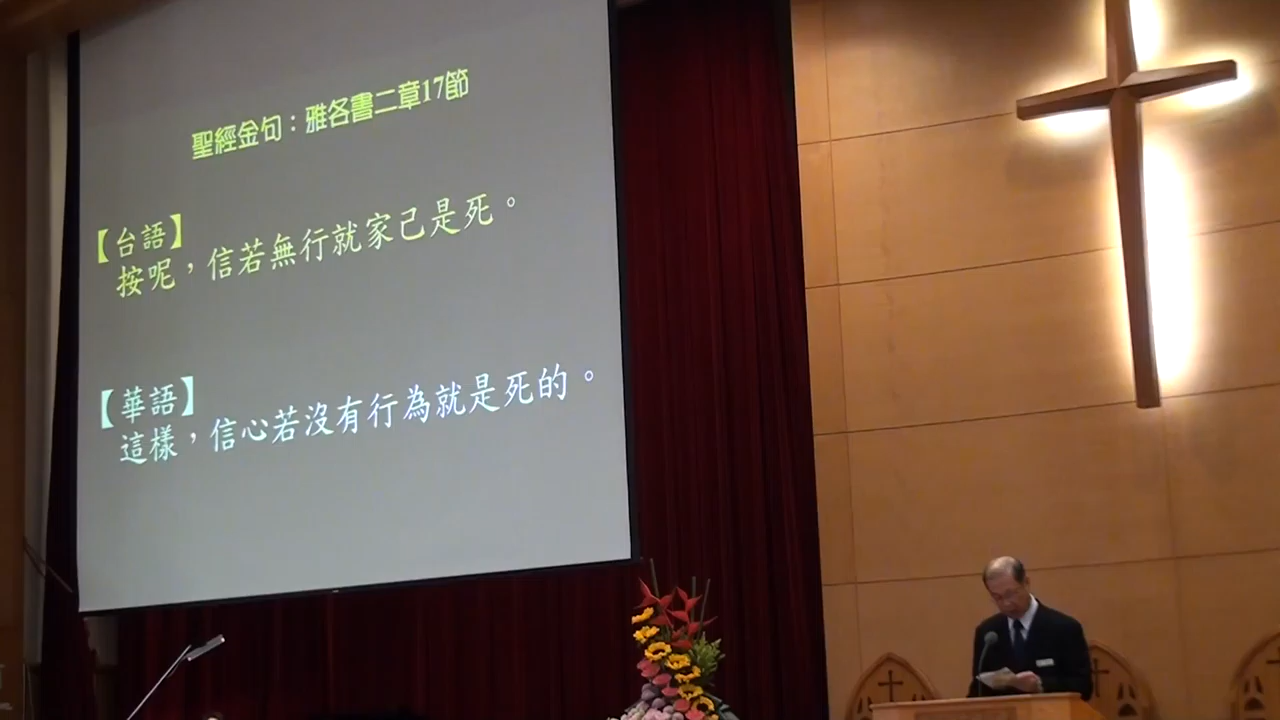 聖經金句：雅各書二章17節
【台語】
按呢，信若無行就家己是死。
【華語】
這樣，信心若沒有行為就是死的。